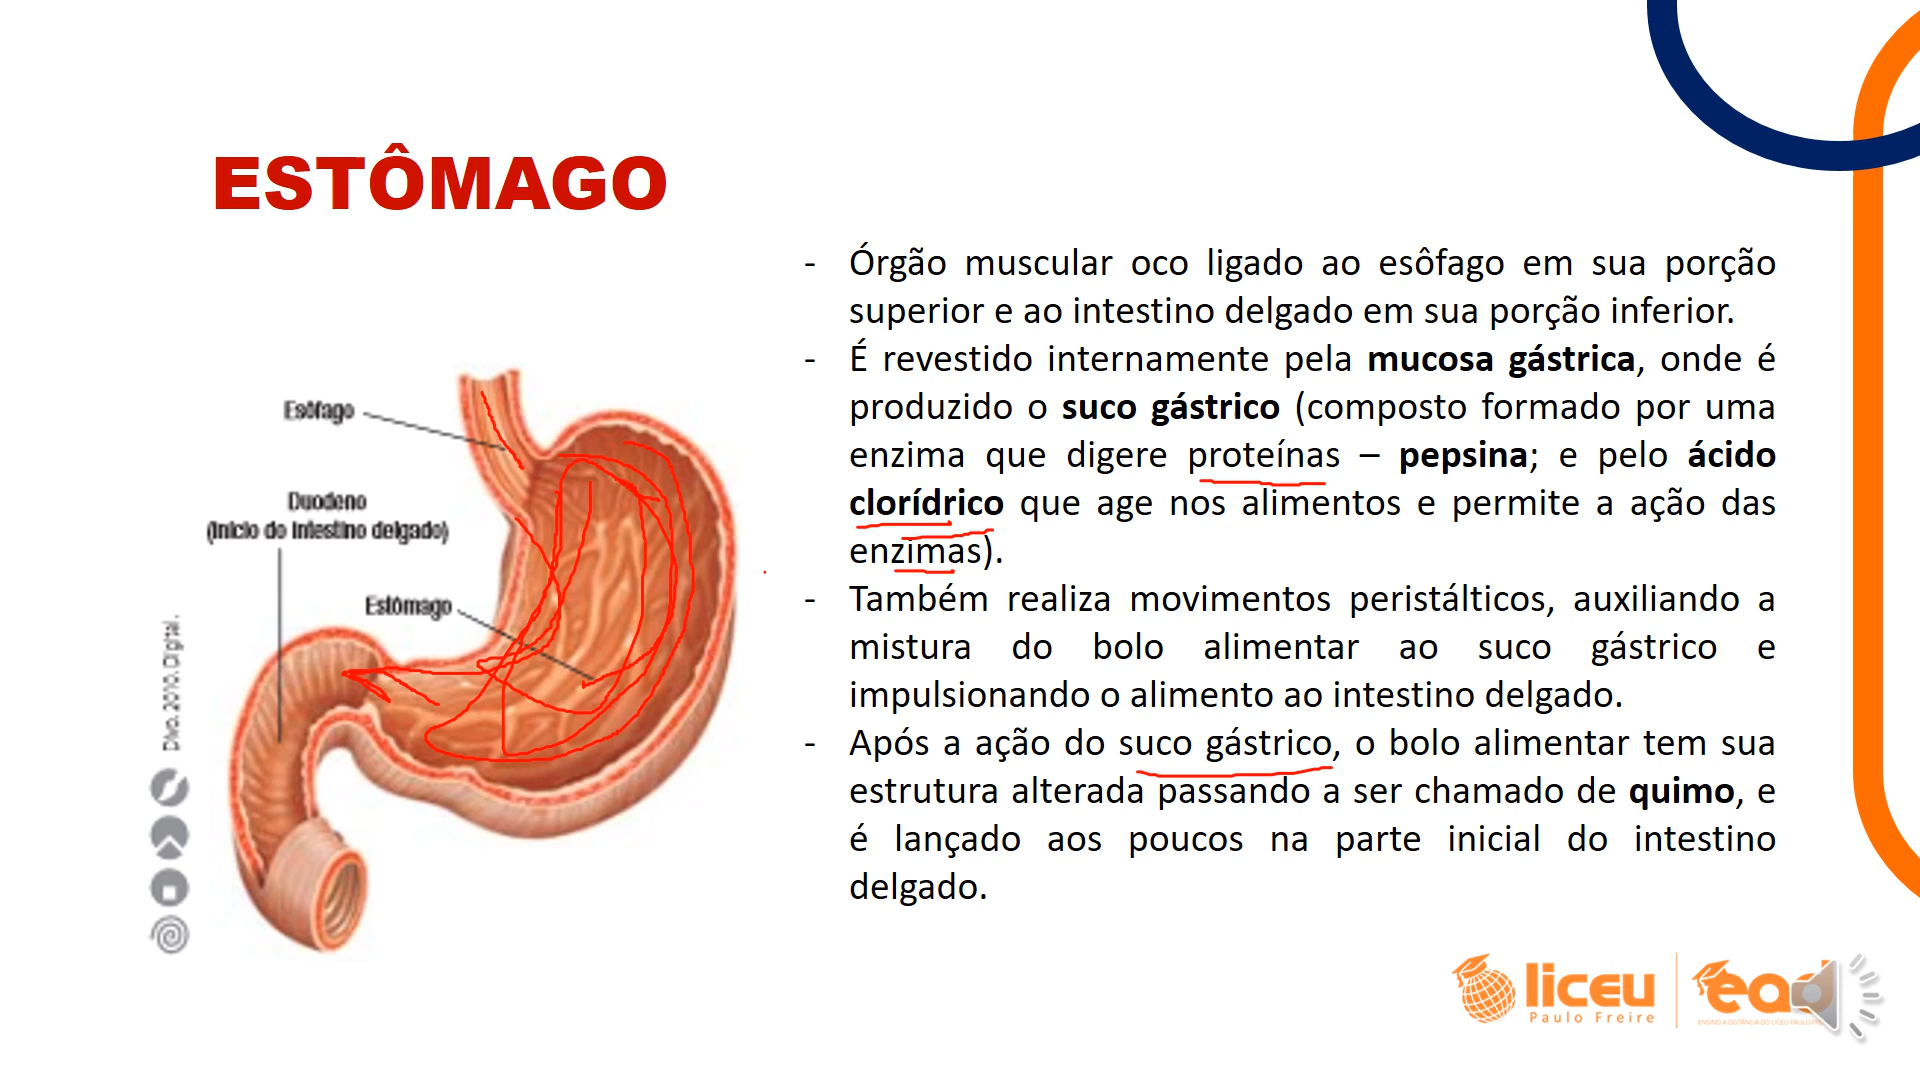 ESTÔMAGO
- Órgão muscular oco ligado ao esôfago em sua porção
superior e ao intestino delgado em sua porção inferior.
- É revestido internamente pela mucosa gástrica, onde é
produzido o suco gástrico (composto formado por uma
enzima que digere proteínas – pepsina; e pelo ácido
clorídrico que age nos alimentos e permite a ação das
enzimas).
- Também realiza movimentos peristálticos, auxiliando a
mistura do bolo alimentar ao suco gástrico e
impulsionando o alimento ao intestino delgado.
- Após a ação do suco gástrico, o bolo alimentar tem sua
estrutura alterada passando a ser chamado de quimo, e
é lançado aos poucos na parte inicial do intestino
delgado.
Esôfago
Duodeno
(início do intestino delgado)
Estômago
2010. Digital.
liceu
Paulo Freire
ead